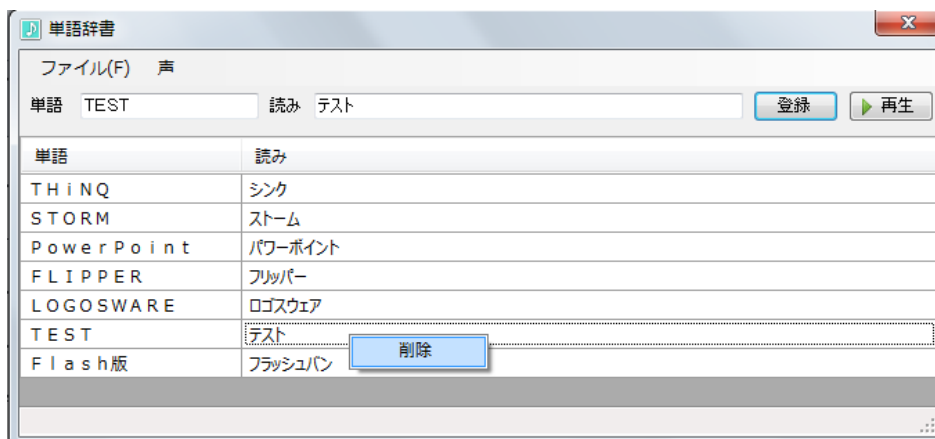 単語辞書
ファイル(F) 声
単語 TEST 読み テスト 登録 再生
単語 読み
THiNQ シンク
STORM ストーム
PowerPoint パワーポイント
FLIPPER フリッパー
LOGOSWARE ロゴスウェア
TEST テスト
削除
Flash版 フラッシュバン